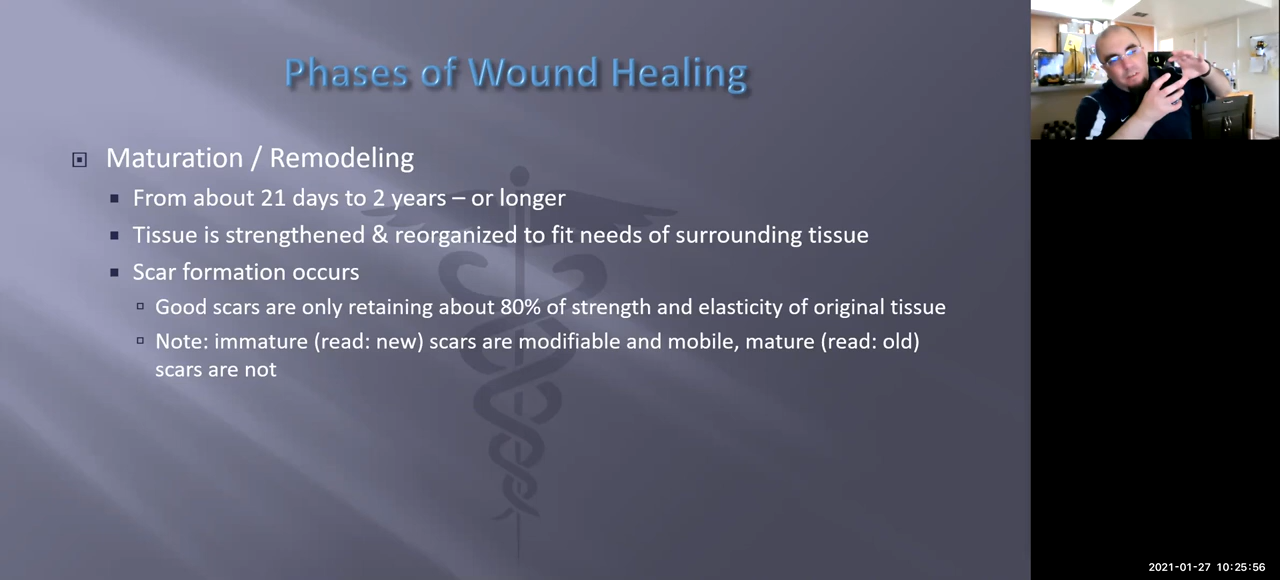 Phases of Wound Healing
Maturation / Remodeling
From about 21 days to 2 years – or longer
Tissue is strengthened & reorganized to fit needs of surrounding tissue
Scar formation occurs
Good scars are only retaining about 80% of strength and elasticity of original tissue
Note: immature (read: new) scars are modifiable and mobile, mature (read: old)
scars are not
2021-01-27 10:25:56